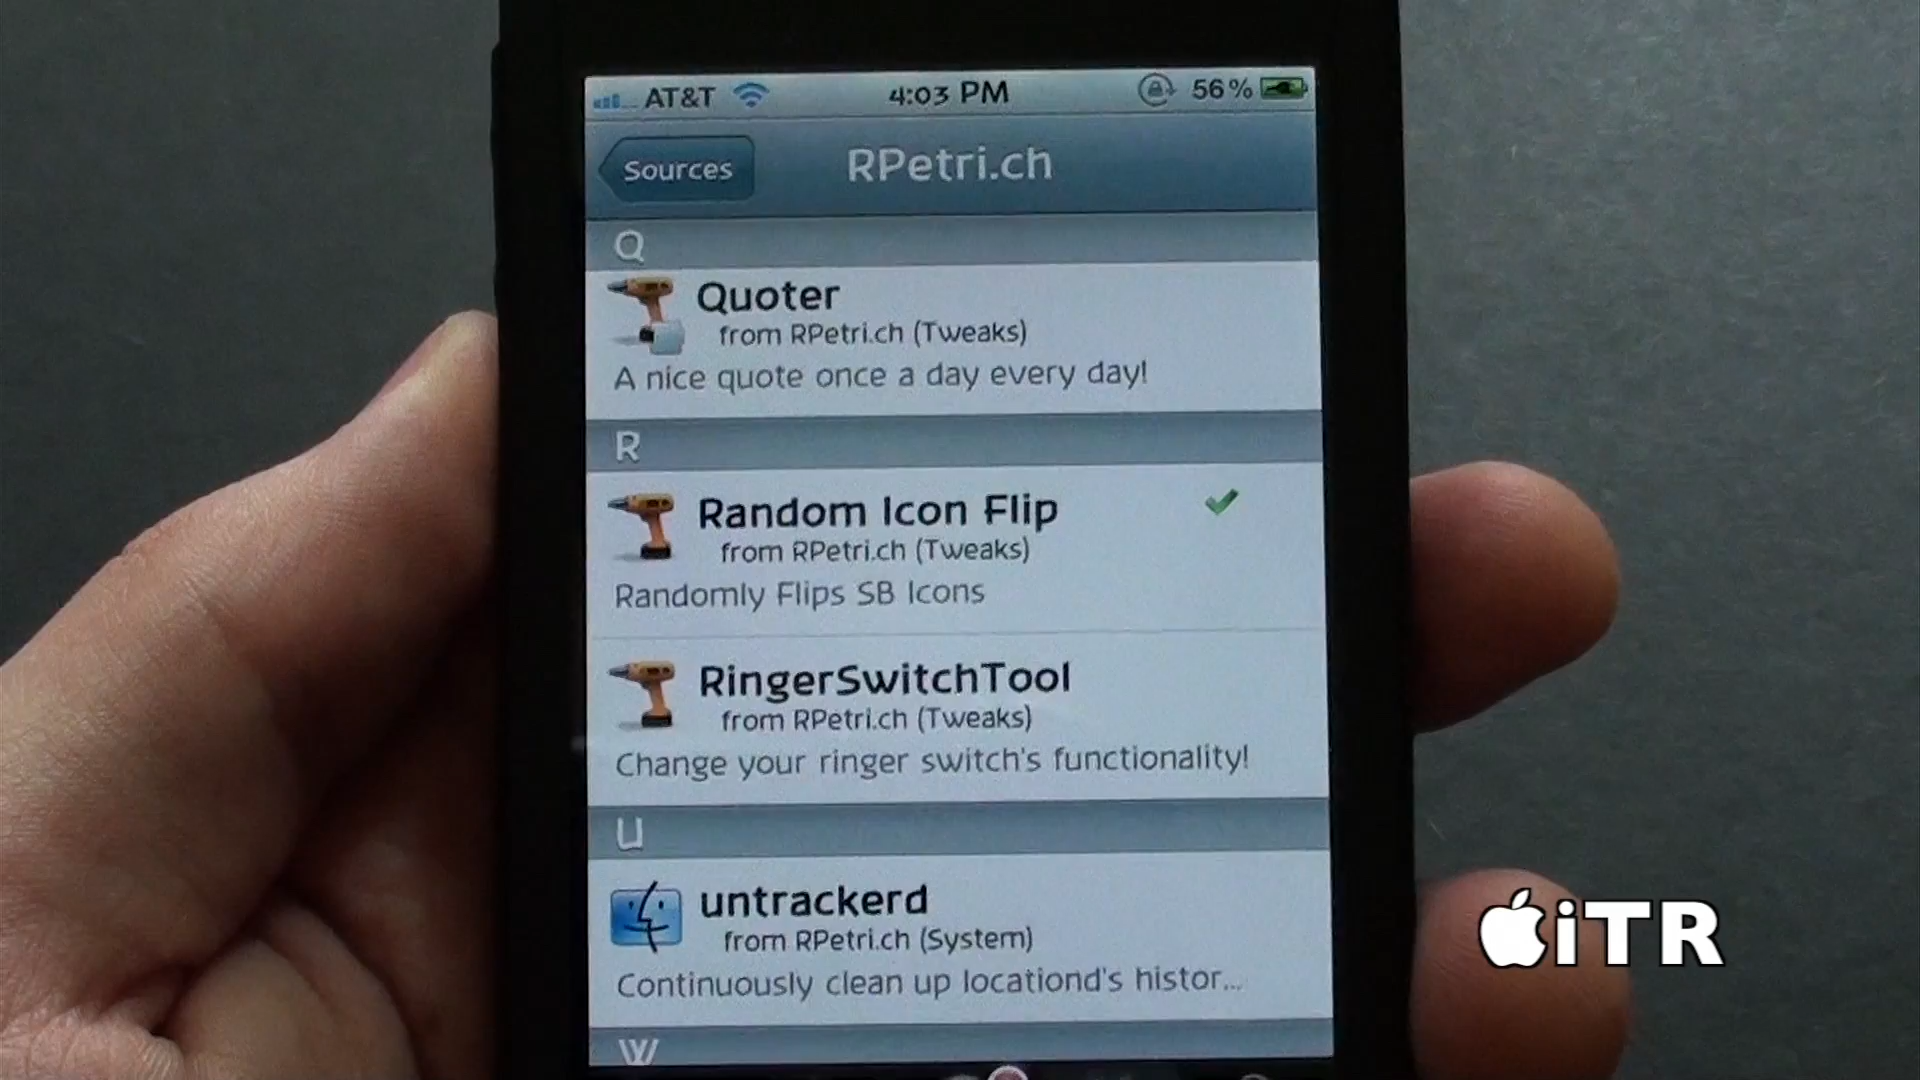 AT&T 4:03 PM 56%
Sources RPetri.ch
Q
Quoter
from RPetri.ch (Tweaks)
A nice quote once a day every day!
R
Random Icon Flip
from RPetri.ch (Tweaks)
Randomly Flips SB Icons
RingerSwitchTool
from RPetri.ch (Tweaks)
Change your ringer switch's functionality!
U
untrackerd
from RPetri.ch (System)
Continuously clean up locationd's histor...
W
iTR